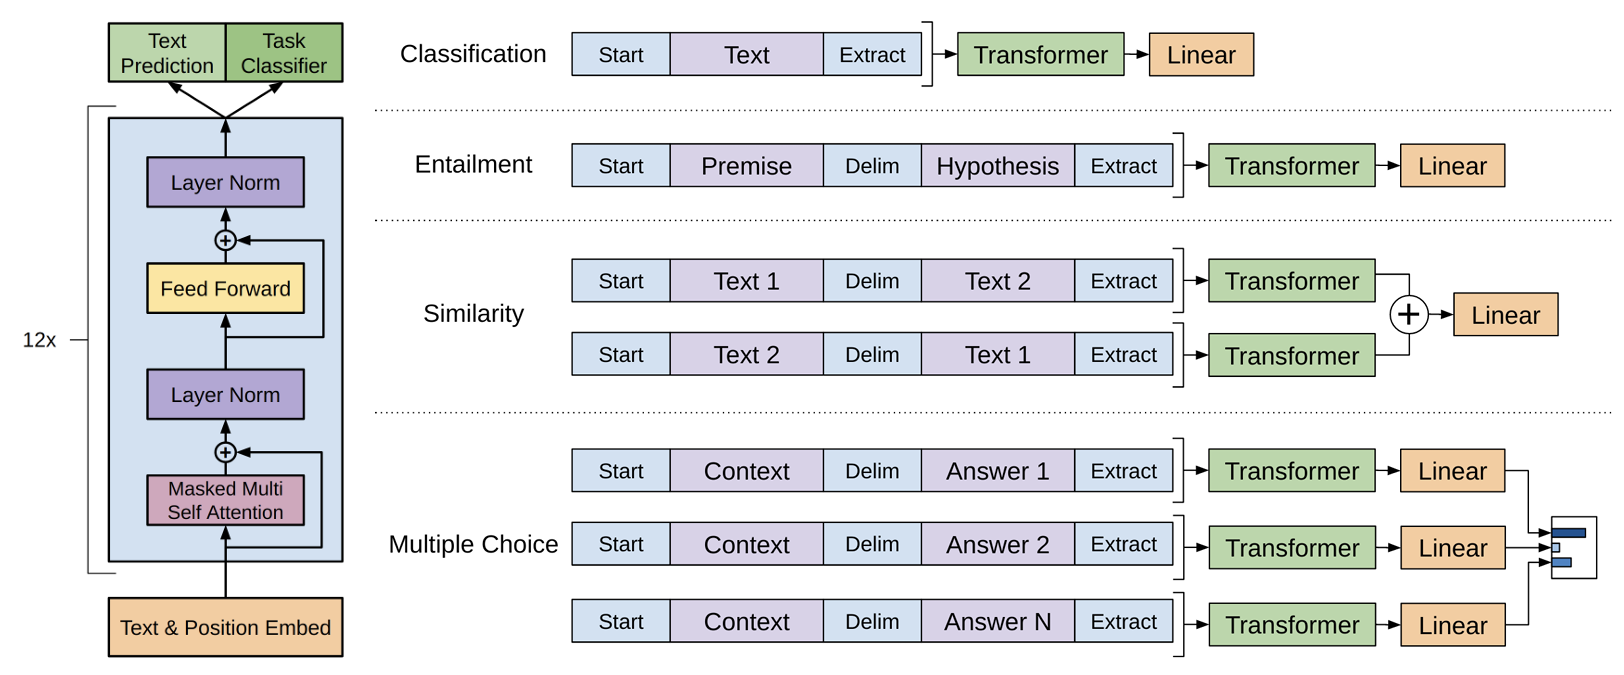 Text
Prediction
Task
Classifier
Layer Norm
Feed Forward
12x
Layer Norm
Masked Multi
Self Attention
Text & Position Embed
Classification
Start
Text
Extract
Transformer
Linear
Entailment
Start
Premise
Delim
Hypothesis
Extract
Transformer
Linear
Similarity
Start
Text 1
Delim
Text 2
Extract
Transformer
Start
Text 2
Delim
Text 1
Extract
Transformer
Linear
Multiple Choice
Start
Context
Delim
Answer 1
Extract
Transformer
Linear
Start
Context
Delim
Answer 2
Extract
Transformer
Linear
Start
Context
Delim
Answer N
Extract
Transformer
Linear